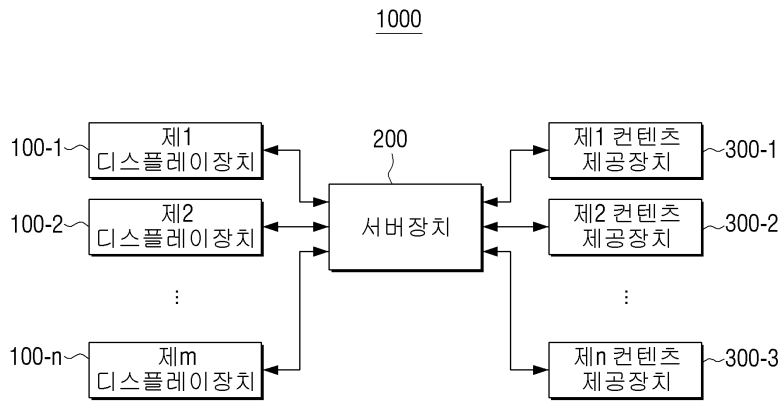 1000
100-1
제1
디스플레이장치
100-2
제2
디스플레이장치
⋮
100-n
제m
디스플레이장치
200
서버장치
제1 컨텐츠
제공장치
300-1
제2 컨텐츠
제공장치
300-2
⋮
제n 컨텐츠
제공장치
300-3